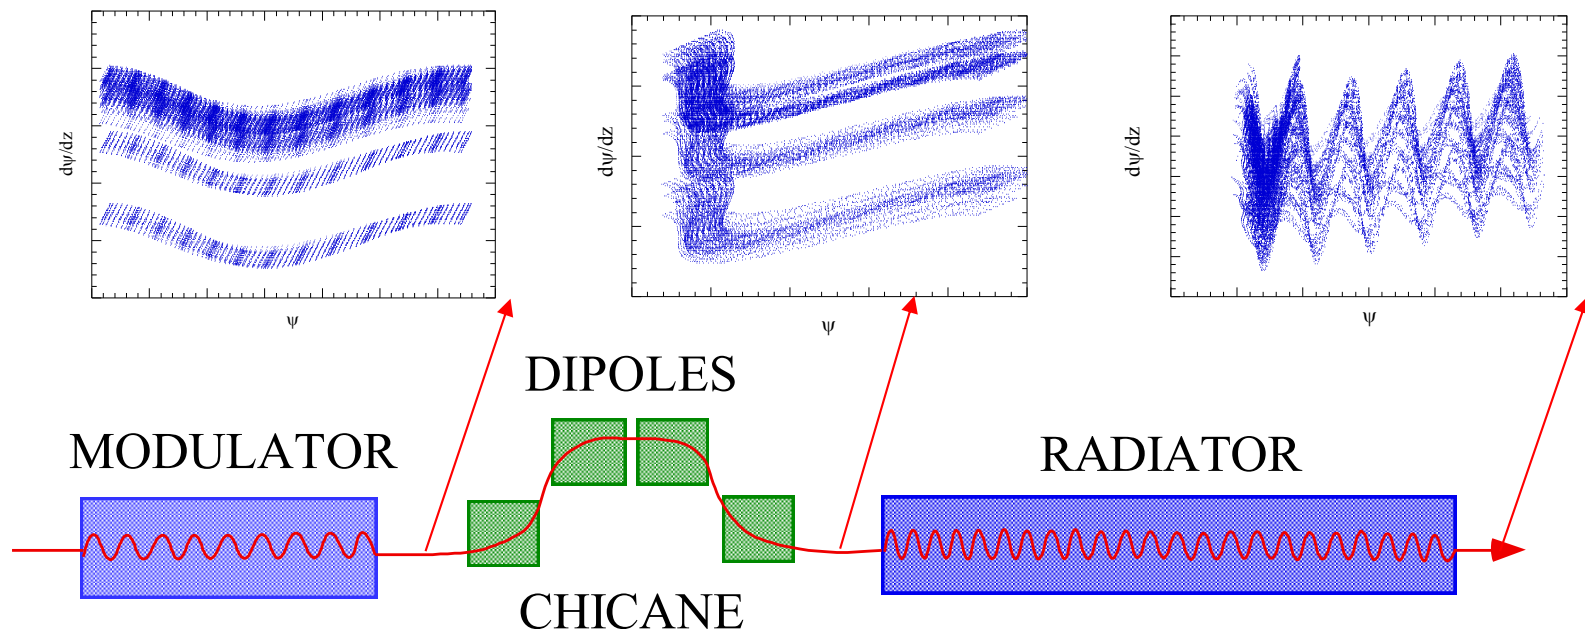 dψ/dz
ψ
dψ/dz
ψ
dψ/dz
ψ
DIPOLES
MODULATOR
RADIATOR
CHICANE